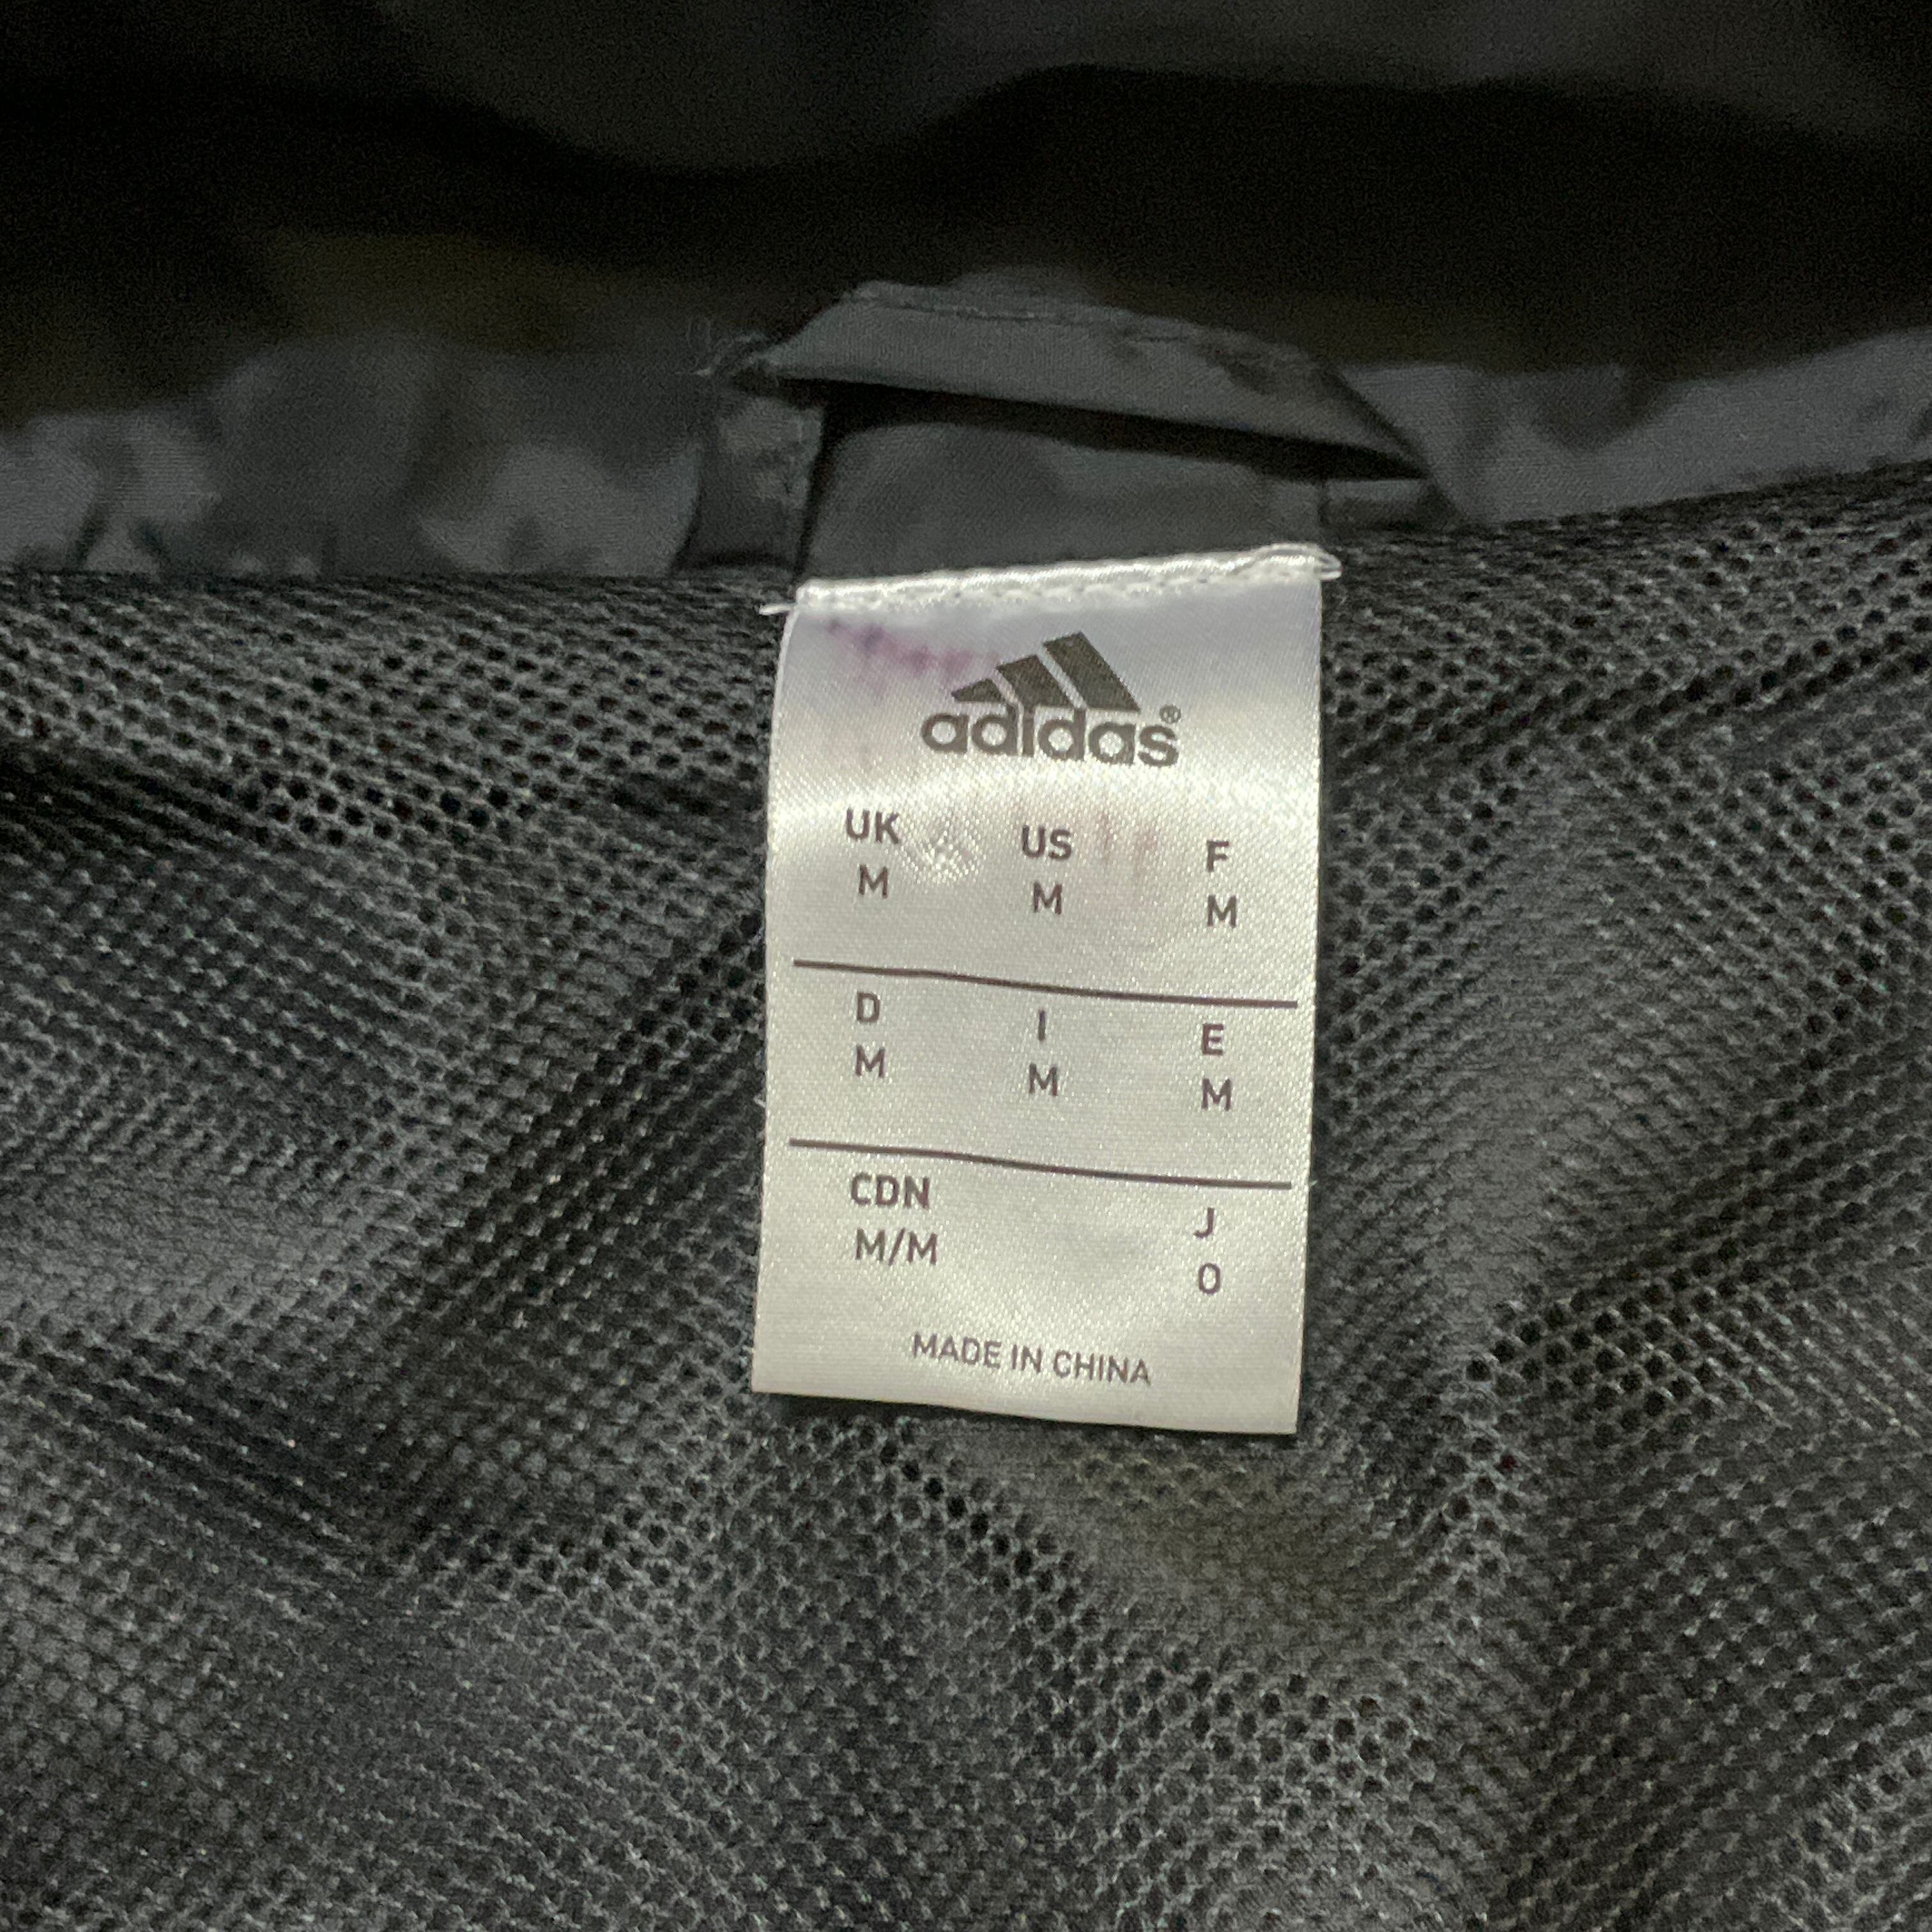 adidas®
UK US F
M M M
D I E
M M M
CDN J
M/M O
MADE IN CHINA